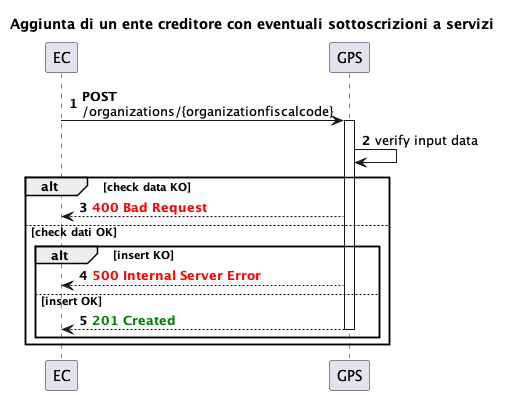 Aggiunta di un ente creditore con eventuali sottoscrizioni a servizi
EC GPS
1 POST
/organizations/{organizationfiscalcode}
2 verify input data
alt [check data KO]
3 400 Bad Request
[check dati OK]
alt [insert KO]
4 500 Internal Server Error
[insert OK]
5 201 Created
EC GPS